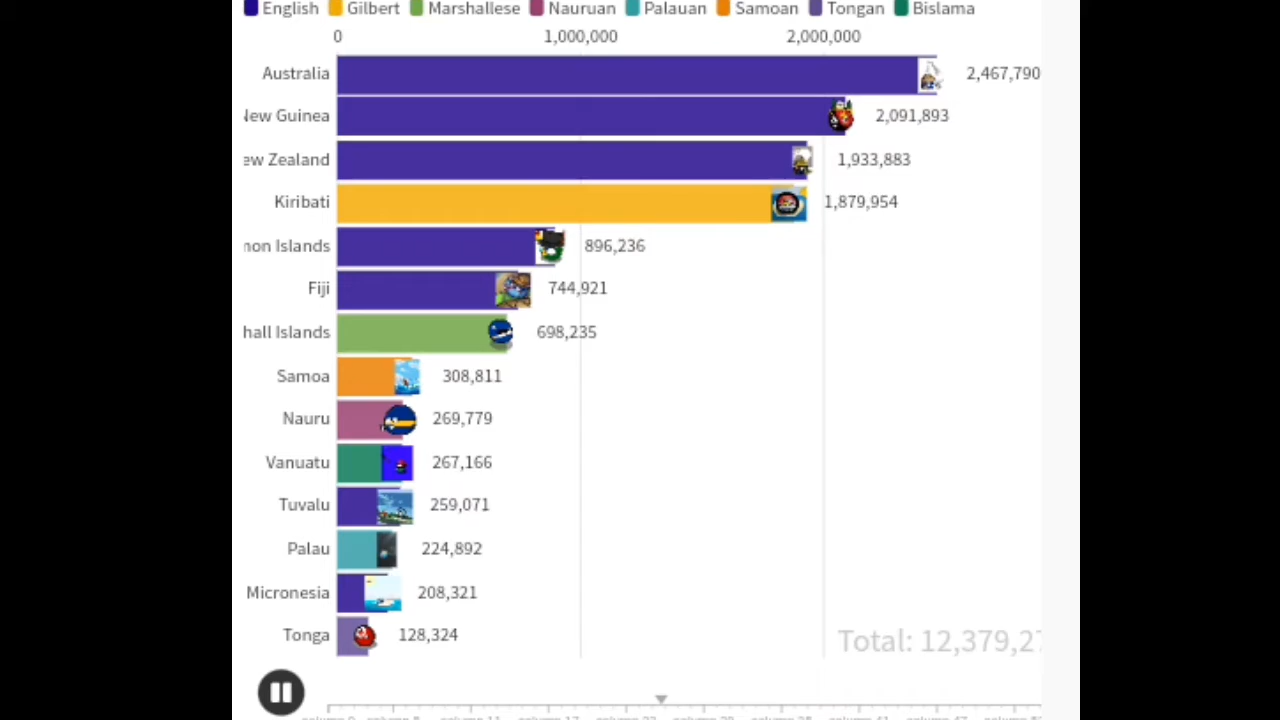 English Gilbert Marshallese Nauruan Palauan Samoan Tongan Bislama
0 1,000,000 2,000,000
Australia 2,467,790
New Guinea 2,091,893
ew Zealand 1,933,883
Kiribati 1,879,954
non Islands 896,236
Fiji 744,921
hall Islands 698,235
Samoa 308,811
Nauru 269,779
Vanuatu 267,166
Tuvalu 259,071
Palau 224,892
Micronesia 208,321
Tonga 128,324
Total: 12,379,27